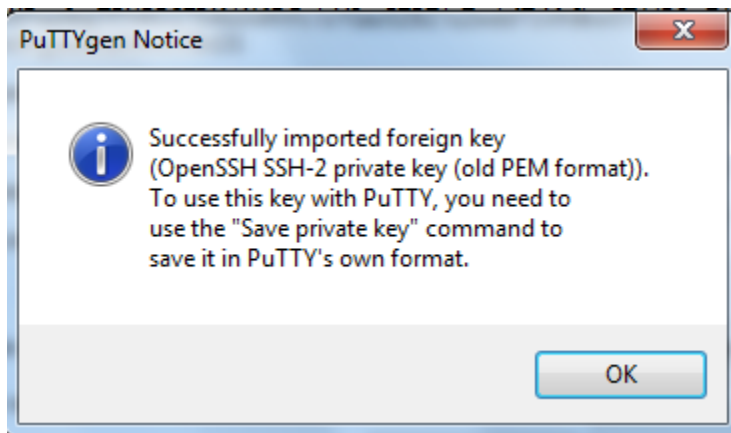 PuTTYgen Notice
Successfully imported foreign key
(OpenSSH SSH-2 private key (old PEM format)).
To use this key with PuTTY, you need to
use the "Save private key" command to
save it in PuTTY's own format.
OK